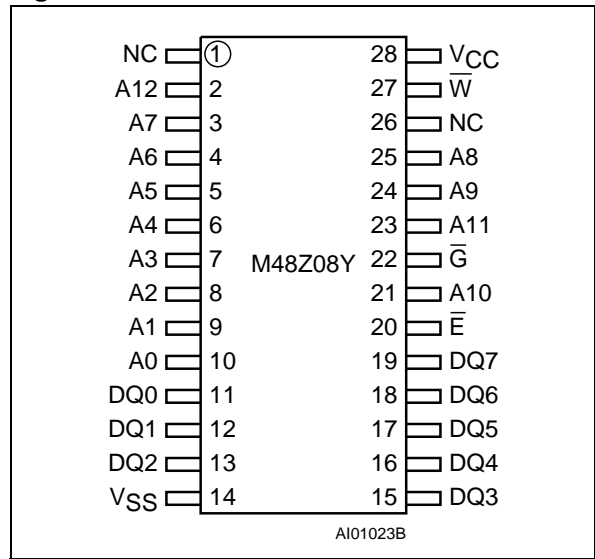 NC 1 28 VCC
A12 2 27 W̅
A7 3 26 NC
A6 4 25 A8
A5 5 24 A9
A4 6 23 A11
A3 7 M48Z08Y 22 G̅
A2 8 21 A10
A1 9 20 E̅
A0 10 19 DQ7
DQ0 11 18 DQ6
DQ1 12 17 DQ5
DQ2 13 16 DQ4
VSS 14 15 DQ3
AI01023B